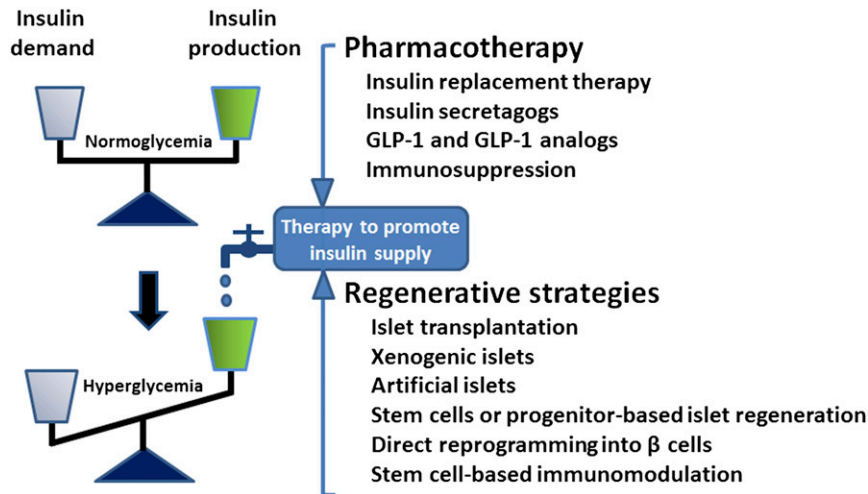 Insulin
demand
Insulin
production
Normoglycemia
Hyperglycemia
Pharmacotherapy
Insulin replacement therapy
Insulin secretagogs
GLP-1 and GLP-1 analogs
Immunosuppression
Therapy to promote
insulin supply
Regenerative strategies
Islet transplantation
Xenogenic islets
Artificial islets
Stem cells or progenitor-based islet regeneration
Direct reprogramming into β cells
Stem cell-based immunomodulation